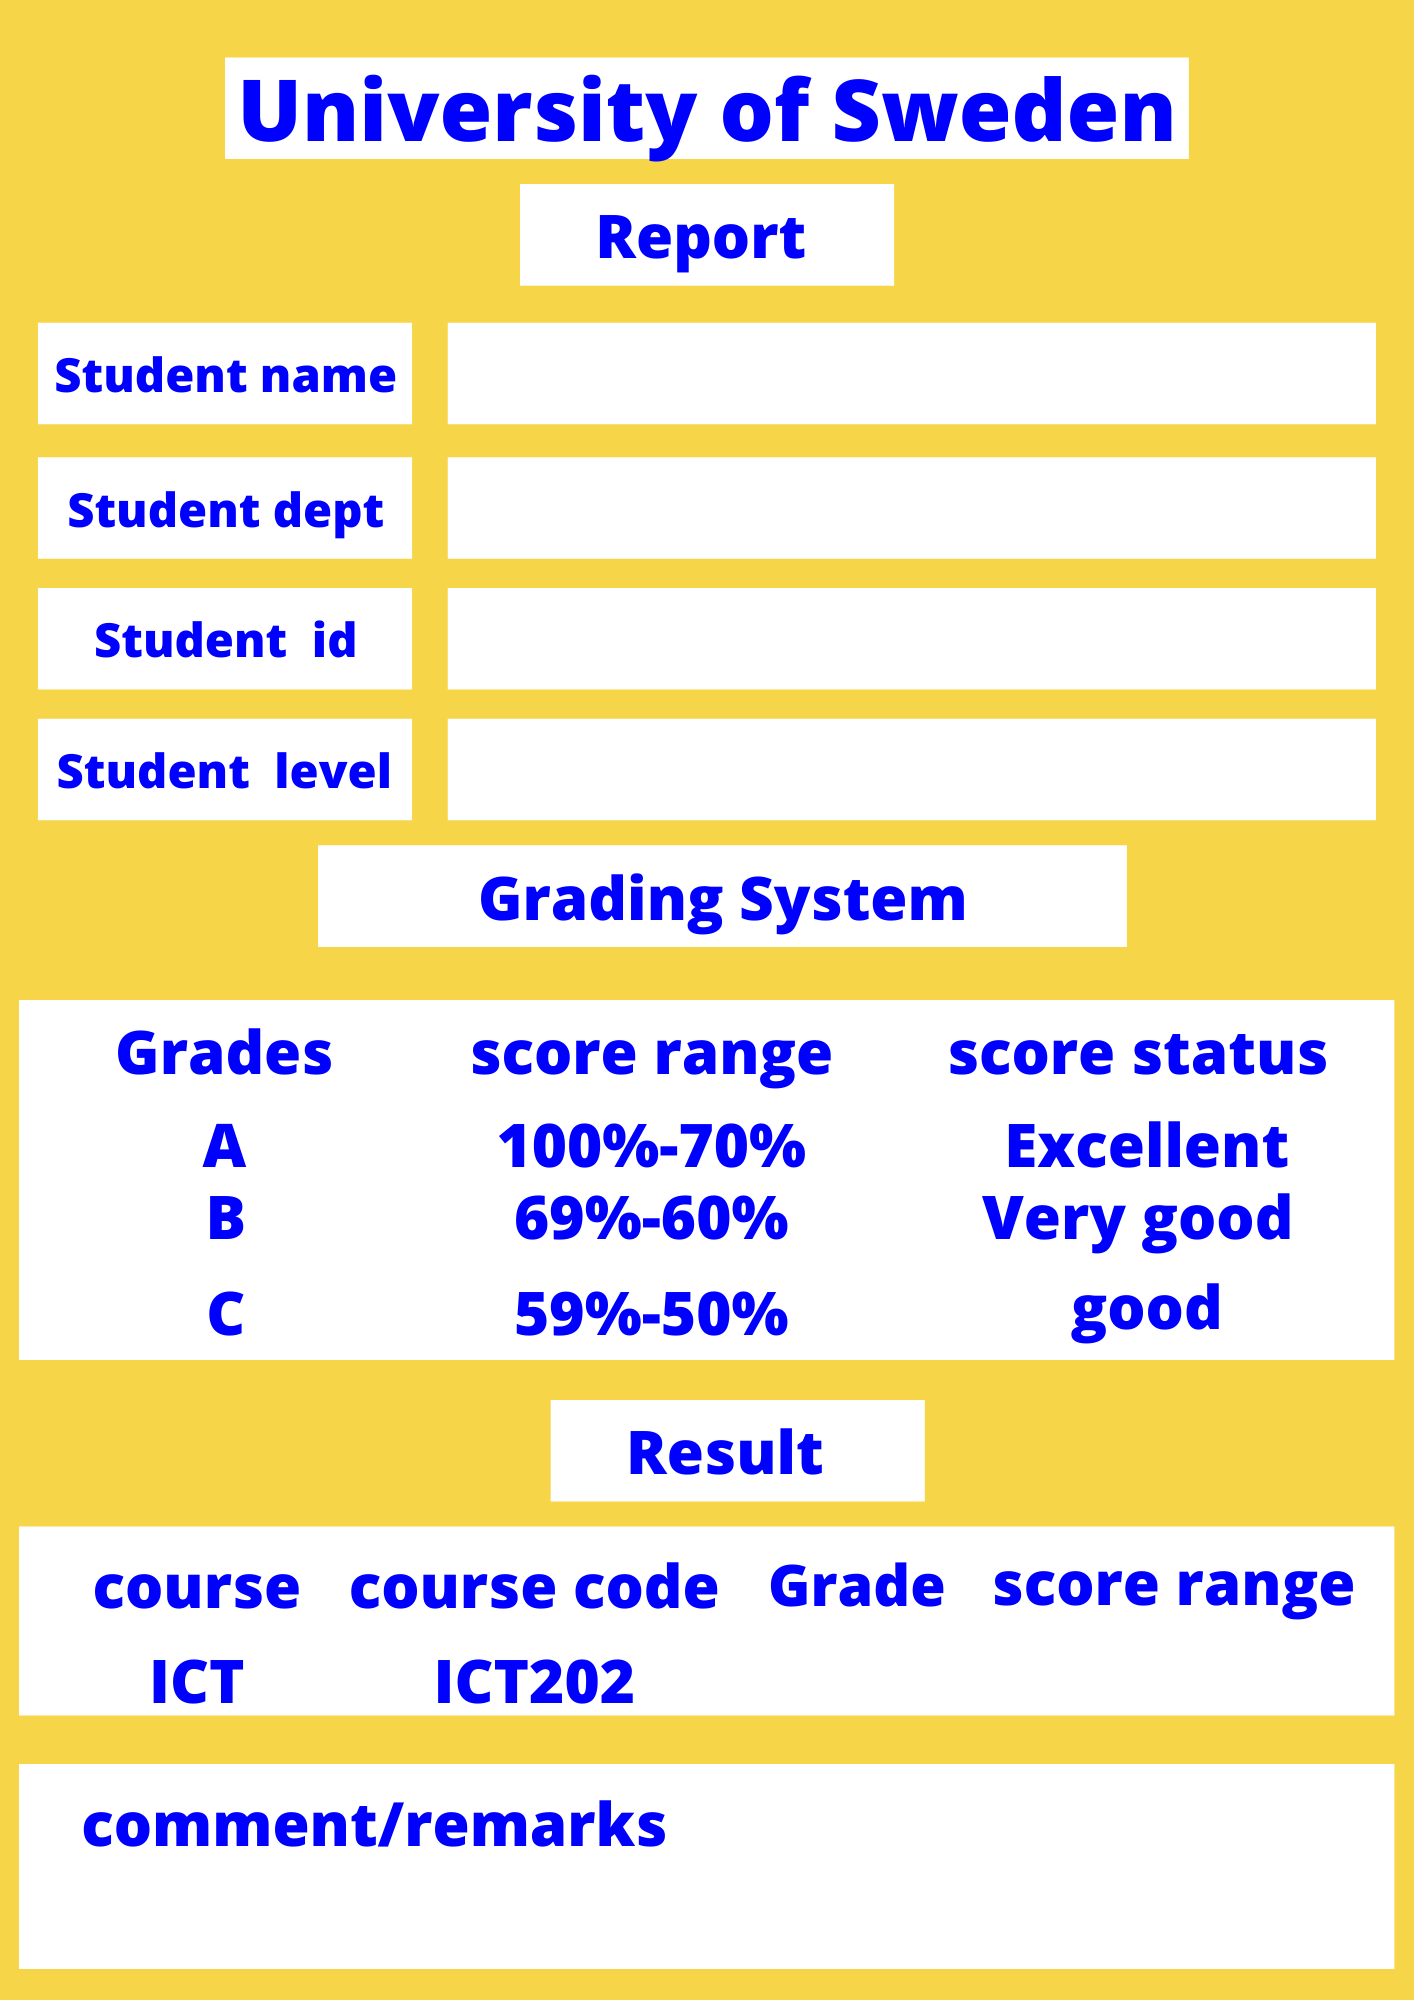 University of Sweden
Report
Student name
Student dept
Student id
Student level
Grading System
Grades score range score status
A 100%-70% Excellent
B 69%-60% Very good
C 59%-50% good
Result
course course code Grade score range
ICT ICT202
comment/remarks